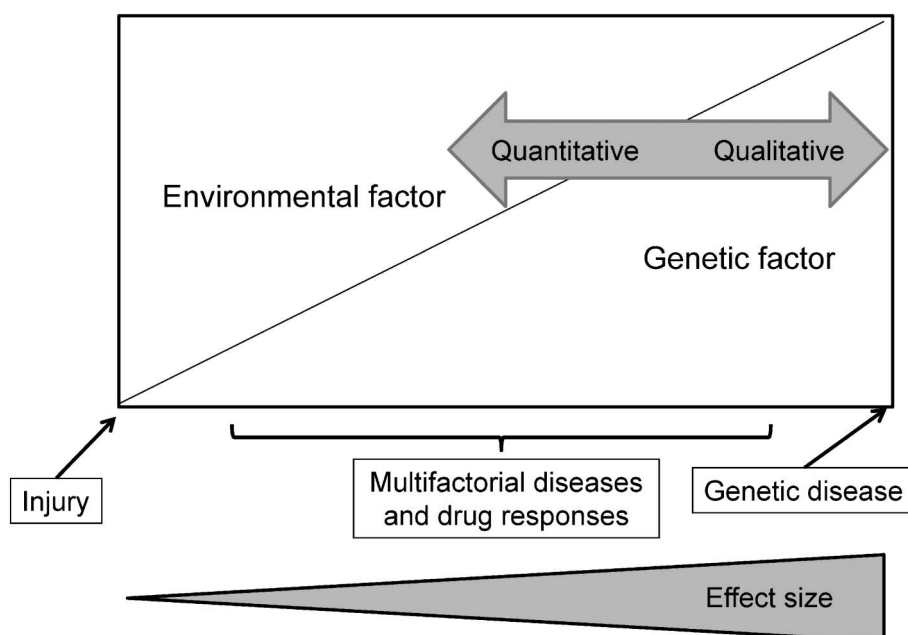 Quantitative Qualitative
Environmental factor
Genetic factor
Injury
Multifactorial diseases
and drug responses
Genetic disease
Effect size